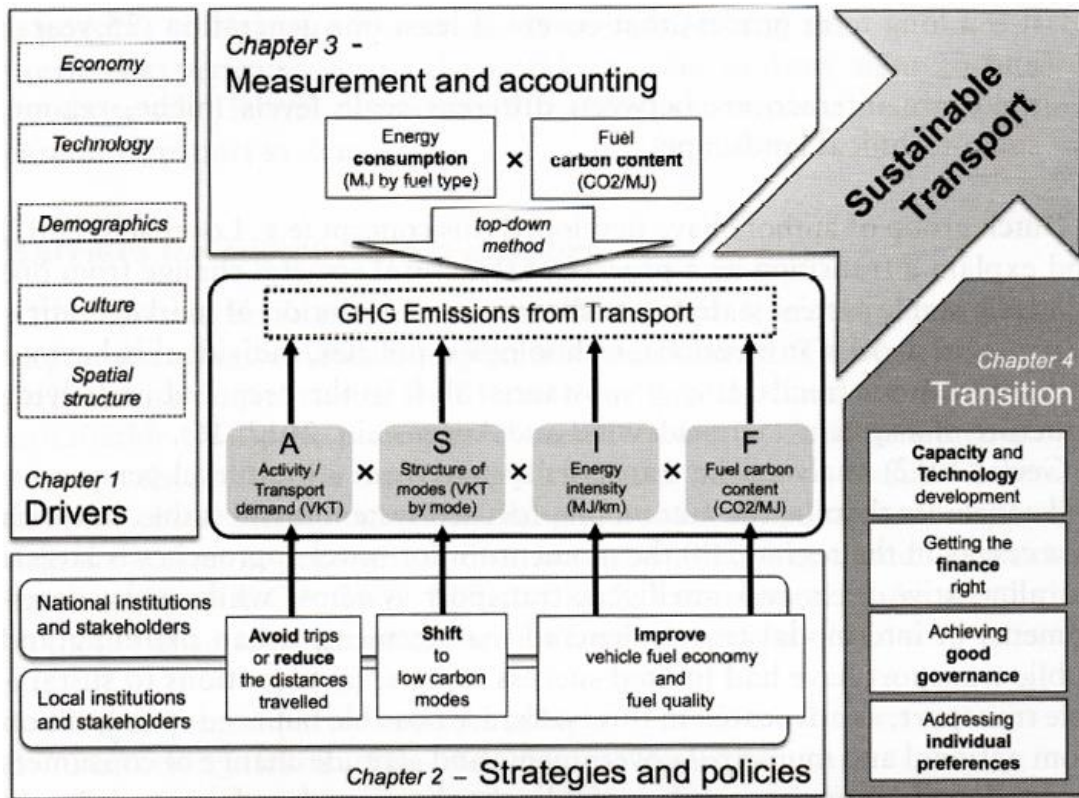 Economy
Technology
Demographics
Culture
Spatial
structure
Chapter 1
Drivers
Chapter 3 -
Measurement and accounting
Energy
consumption
(MJ by fuel type)
×
Fuel
carbon content
(CO2/MJ)
top-down
method
GHG Emissions from Transport
A
Activity /
Transport
demand (VKT)
×
S
Structure of
modes (VKT
by mode)
×
I
Energy
intensity
(MJ/km)
×
F
Fuel carbon
content
(CO2/MJ)
National institutions
and stakeholders
Local institutions
and stakeholders
Avoid trips
or reduce
the distances
travelled
Shift
to
low carbon
modes
Improve
vehicle fuel economy
and
fuel quality
Chapter 2 – Strategies and policies
Sustainable
Transport
Chapter 4
Transition
Capacity and
Technology
development
Getting the
finance
right
Achieving
good
governance
Addressing
individual
preferences